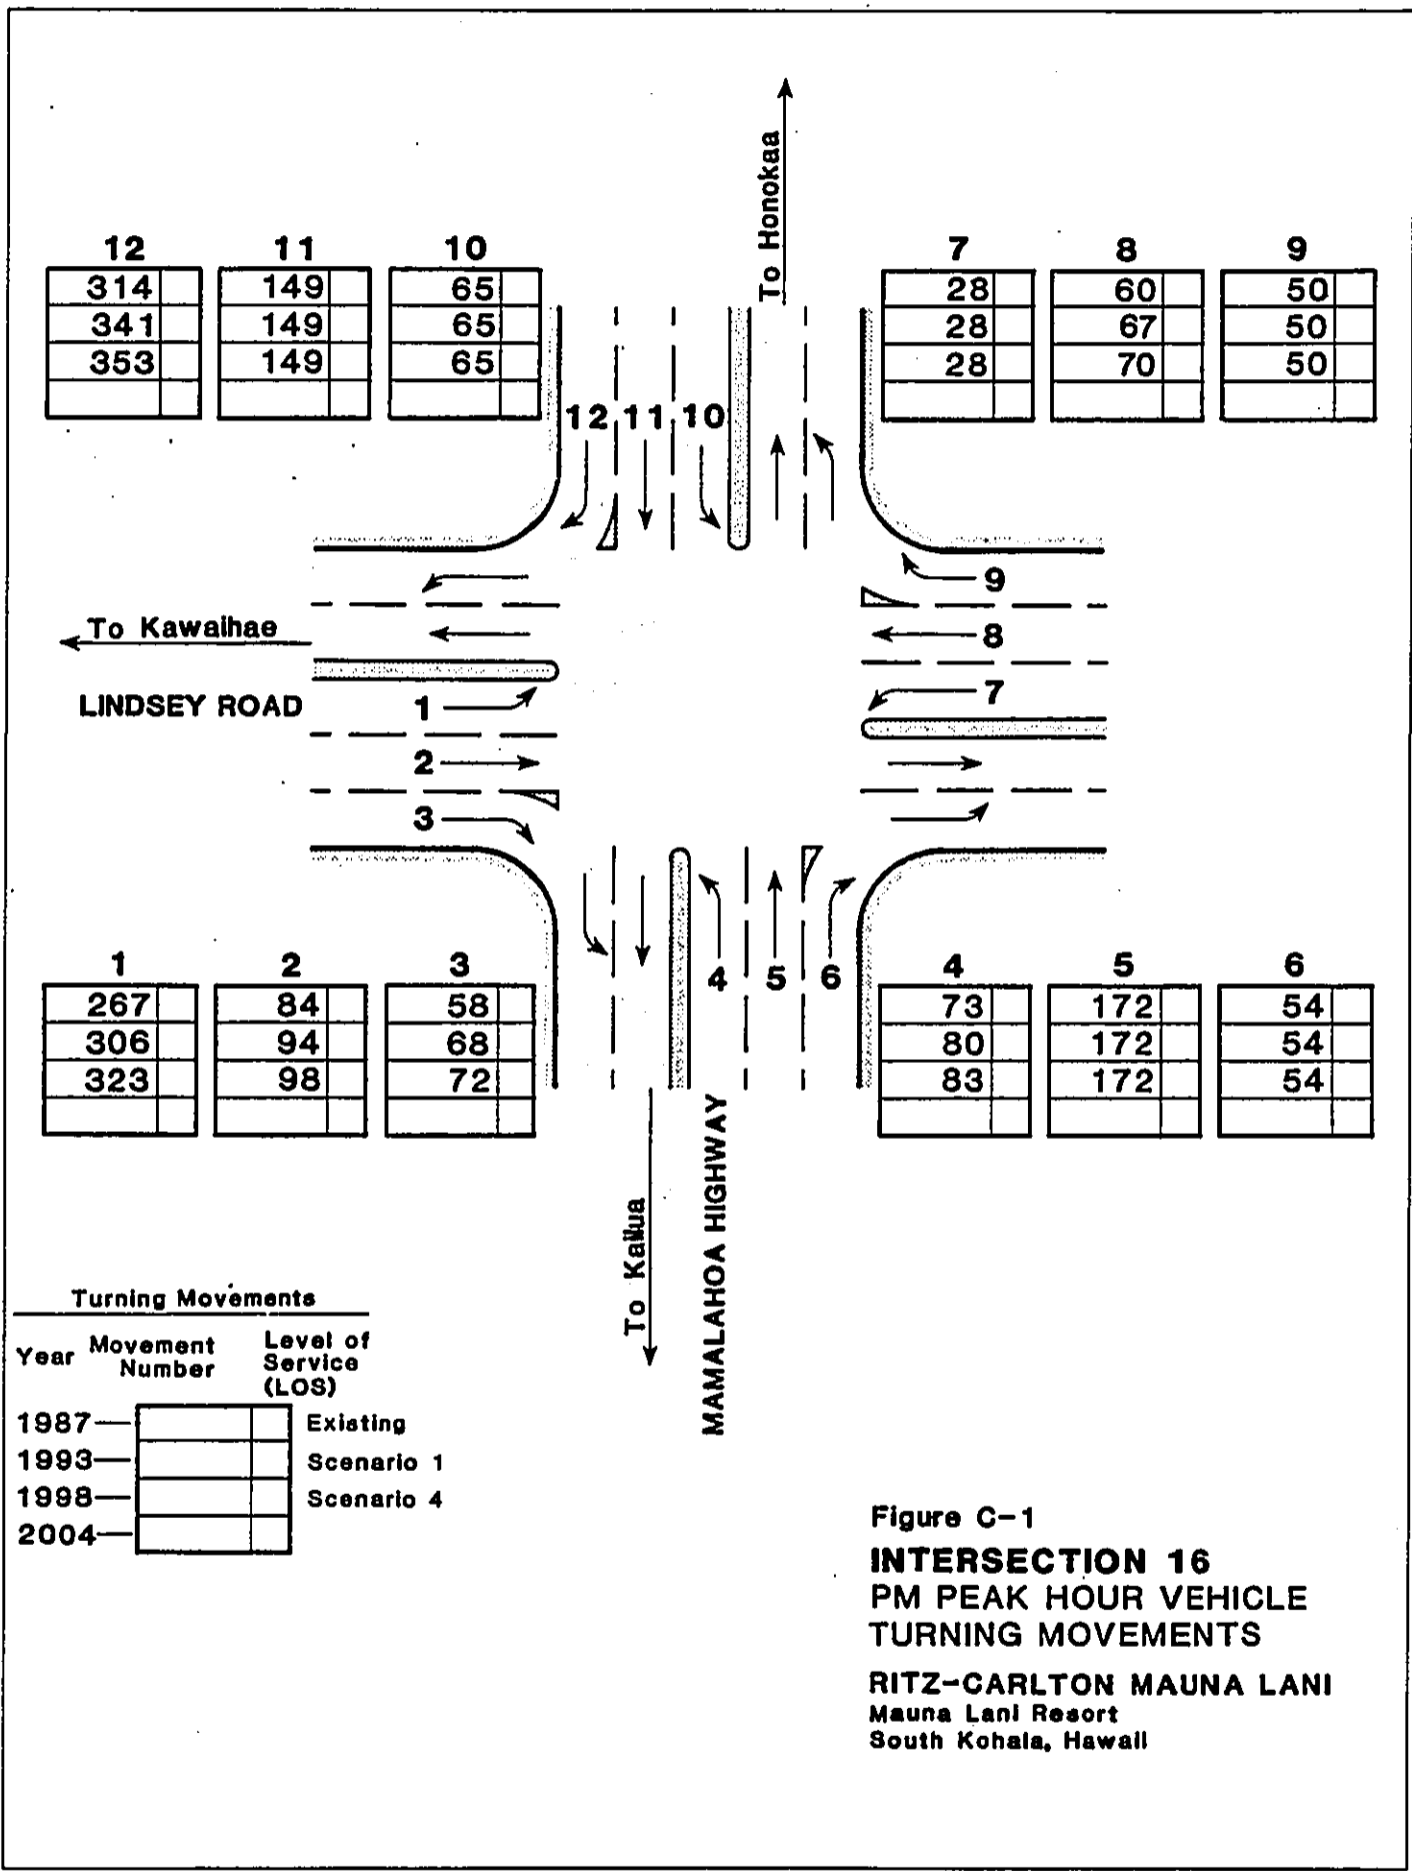 To Honokaa
12 11 10
314 149 65
341 149 65
353 149 65
7 8 9
28 60 50
28 67 50
28 70 50
12 11 10
9
To Kawaihae
8
LINDSEY ROAD
7
1
2
3
4 5 6
1 2 3
267 84 58
306 94 68
323 98 72
4 5 6
73 172 54
80 172 54
83 172 54
To Kailua
MAMALAHOA HIGHWAY
Turning Movements
Year Movement Number Level of Service (LOS)
1987 Existing
1993 Scenario 1
1998 Scenario 4
2004
Figure C-1
INTERSECTION 16
PM PEAK HOUR VEHICLE
TURNING MOVEMENTS
RITZ-CARLTON MAUNA LANI
Mauna Lani Resort
South Kohala, Hawaii